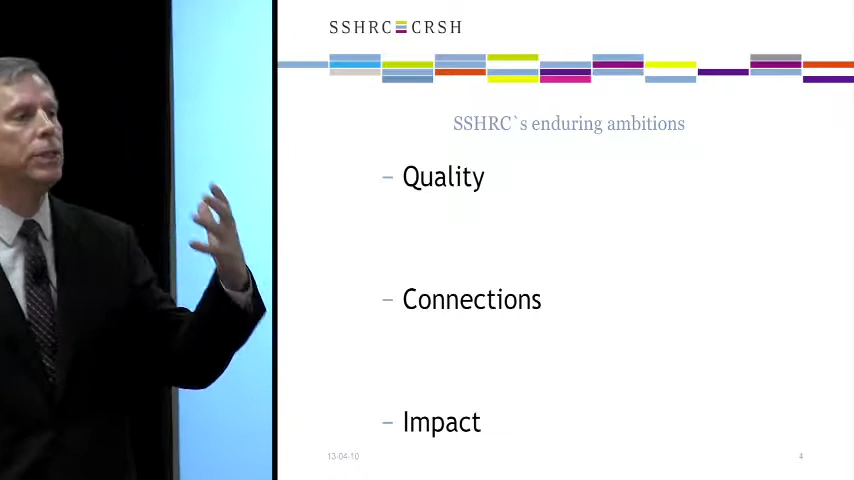 SSHRC CRSH
SSHRC`s enduring ambitions
– Quality
– Connections
– Impact
13-04-10
4